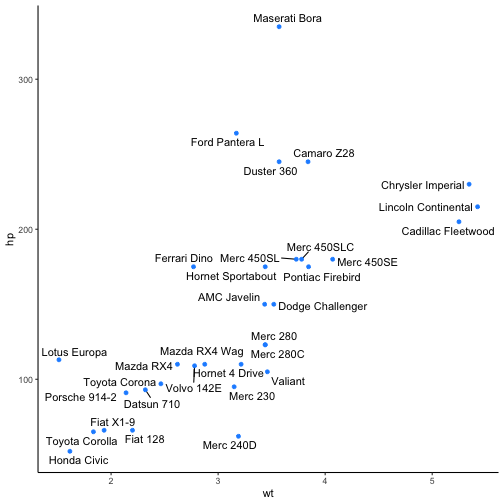 Maserati Bora
300
Ford Pantera L
Camaro Z28
Duster 360
Chrysler Imperial
Lincoln Continental
Cadillac Fleetwood
200
hp
Merc 450SLC
Ferrari Dino
Merc 450SL
Merc 450SE
Hornet Sportabout
Pontiac Firebird
AMC Javelin
Dodge Challenger
Merc 280
Lotus Europa
Mazda RX4 Wag
Merc 280C
Mazda RX4
Hornet 4 Drive
Toyota Corona
Volvo 142E
Valiant
100
Porsche 914-2
Datsun 710
Merc 230
Fiat X1-9
Toyota Corolla
Fiat 128
Merc 240D
Honda Civic
2
3
4
5
wt